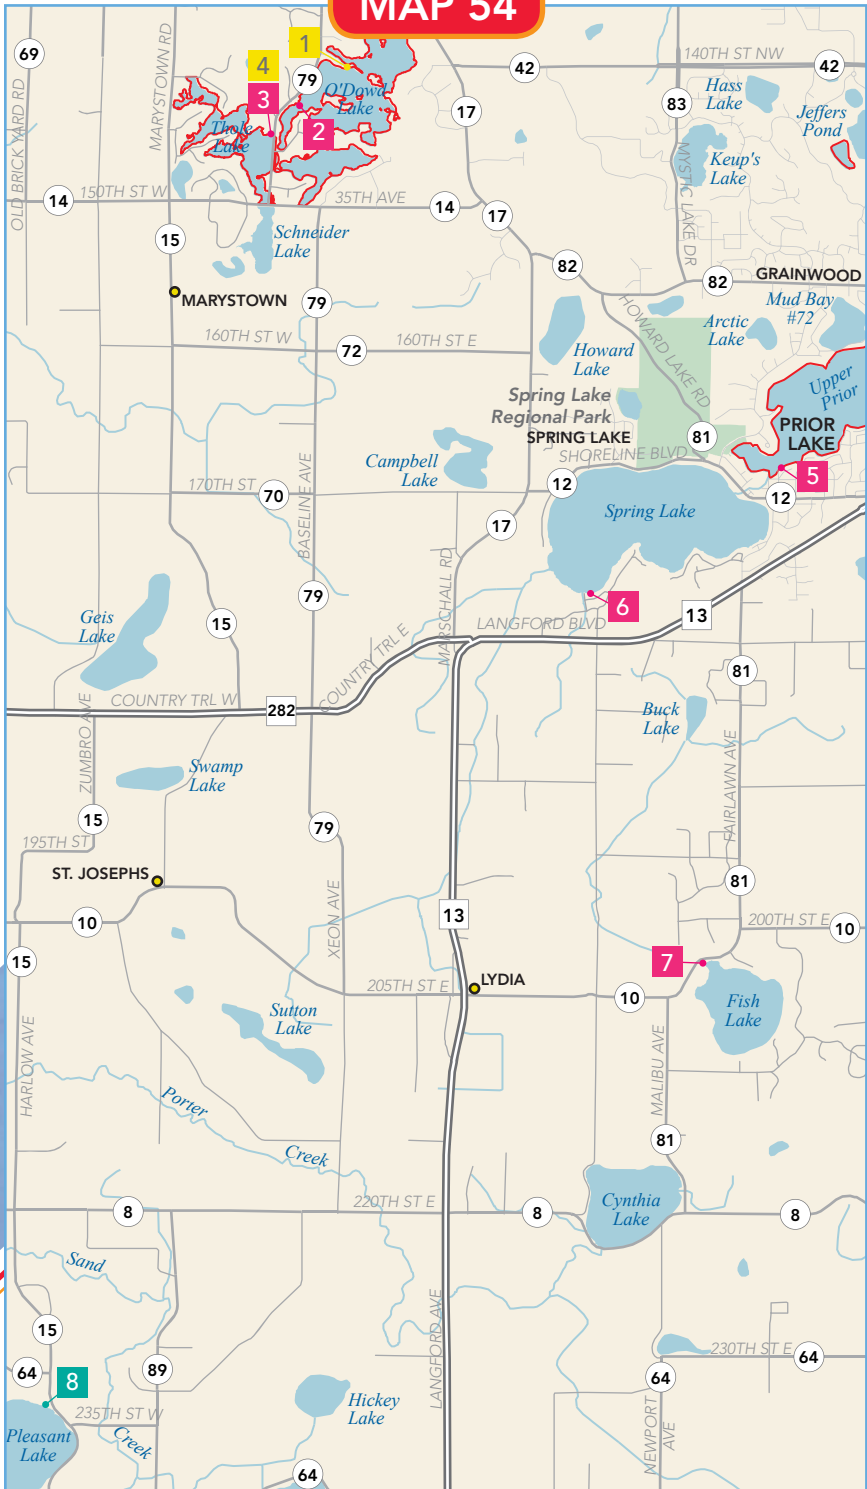 MAP 54
69
MARYSTOWN RD
4
1
3
79
2
O'Dowd
Lake
Thole
Lake
42
140TH ST NW
42
17
83
Hass
Lake
Jeffers
Pond
Keup's
Lake
MYSTIC LAKE DR
OLD BRICK YARD RD
14
150TH ST W
35TH AVE
14
17
15
Schneider
Lake
82
82
GRAINWOOD
MARYSTOWN
79
Mud Bay
#72
HOWARD LAKE RD
Arctic
Lake
160TH ST W
72
160TH ST E
Howard
Lake
Upper
Prior
Spring Lake
Regional Park
SPRING LAKE
81
PRIOR
LAKE
SHORELINE BLVD
Campbell
Lake
5
170TH ST
70
BASELINE AVE
12
12
17
Spring Lake
MARSCHALL RD
79
6
13
Geis
Lake
15
LANGFORD BLVD
COUNTRY TRL E
81
COUNTRY TRL W
282
ZUMBRO AVE
Buck
Lake
FAIRLAWN AVE
Swamp
Lake
15
79
195TH ST
ST. JOSEPHS
81
10
XEON AVE
13
200TH ST E
10
15
7
LYDIA
205TH ST E
10
Fish
Lake
Sutton
Lake
HARLOW AVE
MALIBU AVE
Porter
Creek
81
Cynthia
Lake
220TH ST E
8
8
8
Sand
LANGFORD AVE
15
230TH ST E
64
64
89
64
8
Hickey
Lake
235TH ST W
Creek
Pleasant
Lake
NEWPORT
AVE
64